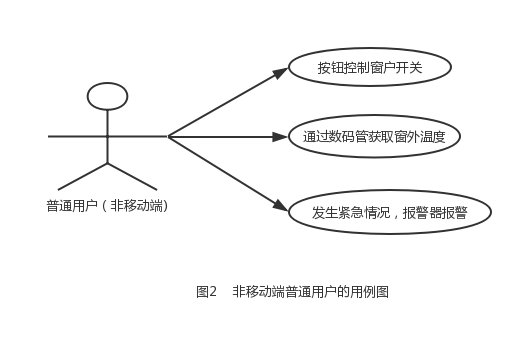 按钮控制窗户开关
通过数码管获取窗外温度
普通用户（非移动端）
发生紧急情况，报警器报警
图2 非移动端普通用户的用例图